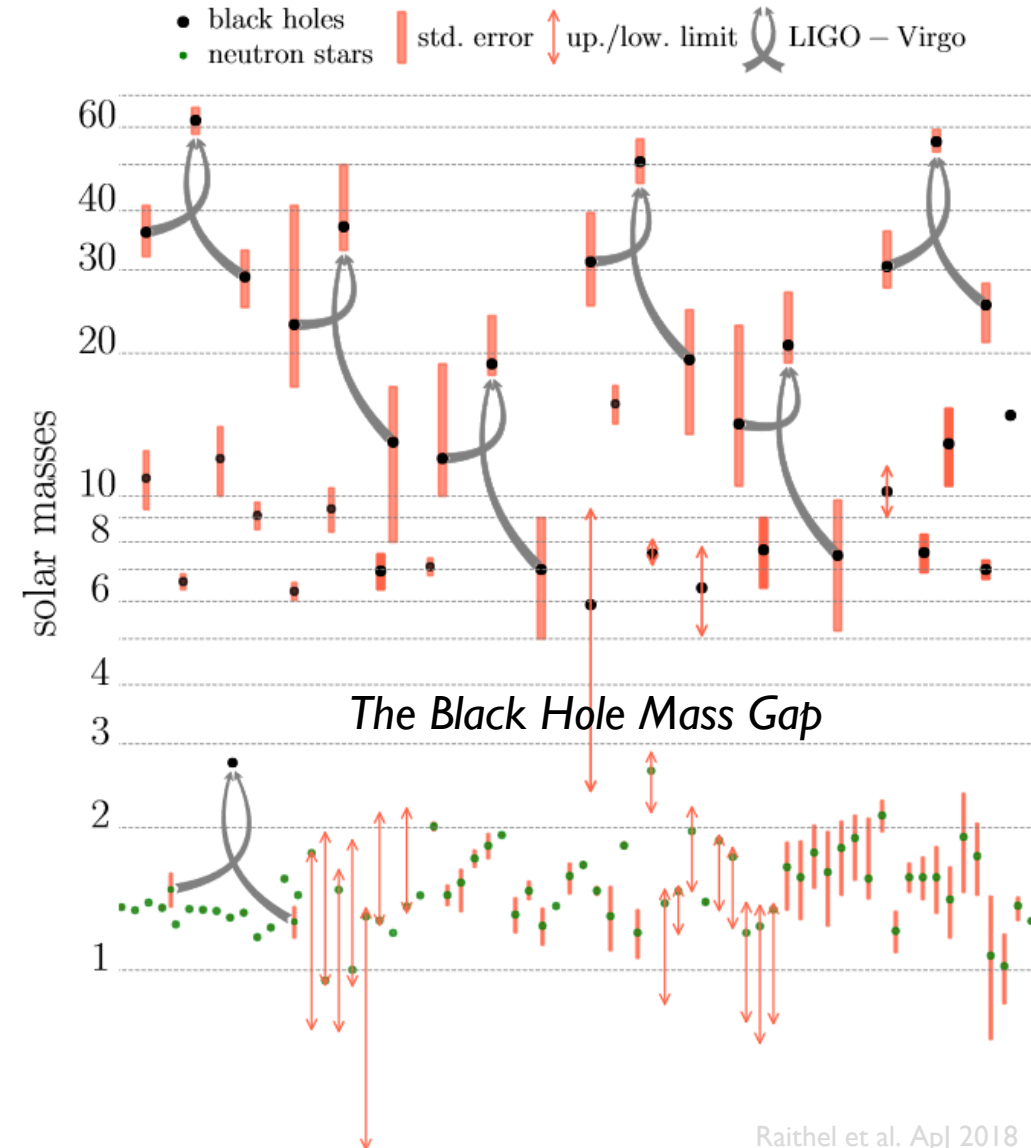 black holes
neutron stars
std. error
up./low. limit
LIGO – Virgo
60
40
30
20
10
8
6
4
3
2
1
solar masses
The Black Hole Mass Gap
Raithel et al. ApJ 2018